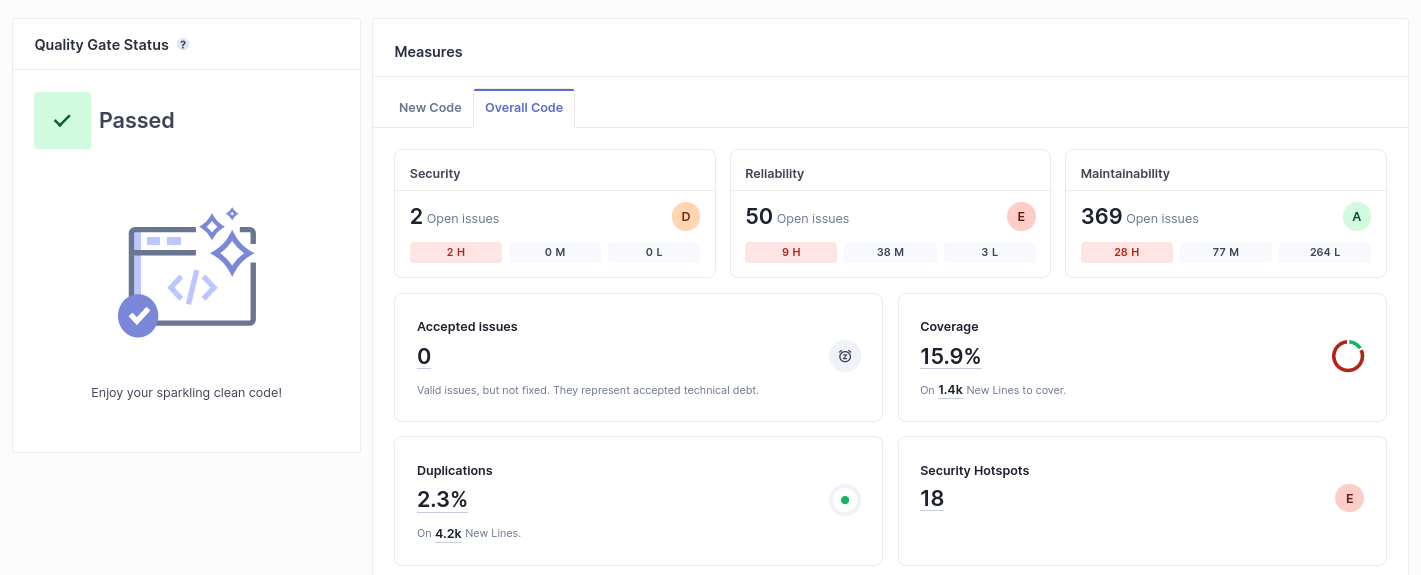 Quality Gate Status ?
Passed
Enjoy your sparkling clean code!
Measures
New Code
Overall Code
Security
2 Open issues
D
2 H
0 M
0 L
Reliability
50 Open issues
E
9 H
38 M
3 L
Maintainability
369 Open issues
A
28 H
77 M
264 L
Accepted issues
0
Valid issues, but not fixed. They represent accepted technical debt.
Coverage
15.9%
On 1.4k New Lines to cover.
Duplications
2.3%
On 4.2k New Lines.
Security Hotspots
18
E